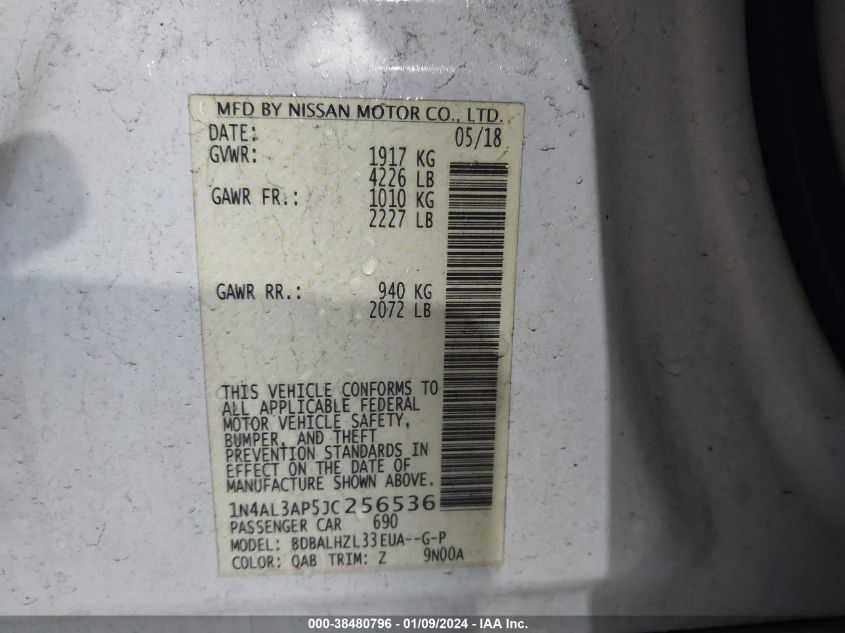 MFD BY NISSAN MOTOR CO., LTD.
DATE: 05/18
GVWR: 1917 KG
4226 LB
GAWR FR.: 1010 KG
2227 LB
GAWR RR.: 940 KG
2072 LB
THIS VEHICLE CONFORMS TO
ALL APPLICABLE FEDERAL
MOTOR VEHICLE SAFETY,
BUMPER, AND THEFT
PREVENTION STANDARDS IN
EFFECT ON THE DATE OF
MANUFACTURE SHOWN ABOVE.
1N4AL3AP5JC256536
PASSENGER CAR 690
MODEL: BDBALHZL33EUA--G-P
COLOR: QAB TRIM: Z 9N00A
000-38480796 - 01/09/2024 - IAA Inc.